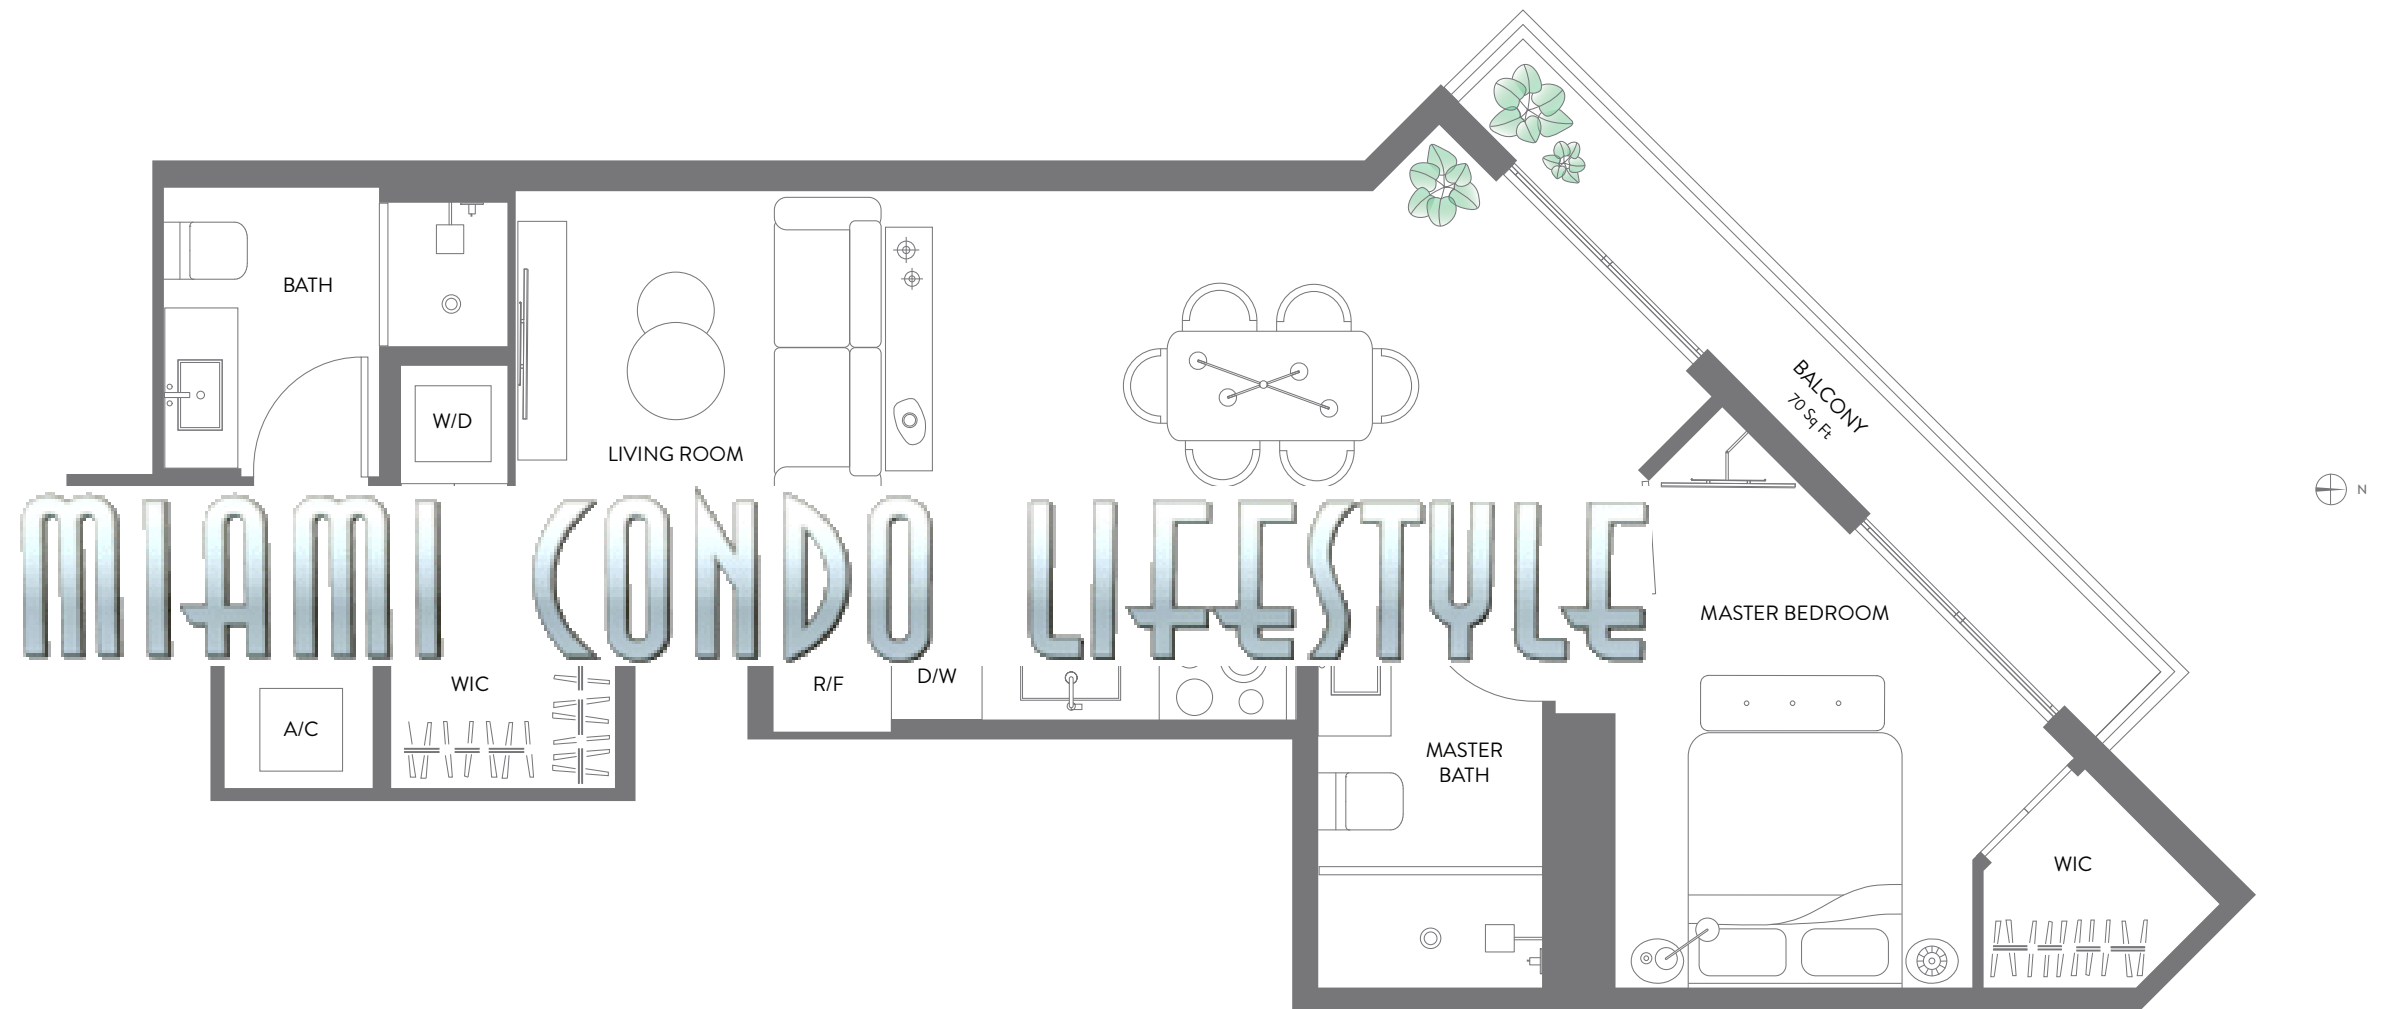 BATH
W/D
LIVING ROOM
BALCONY
70 Sq Ft
N
MIAMI CONDO LIFESTYLE
MASTER BEDROOM
WIC
R/F
D/W
A/C
MASTER
BATH
WIC